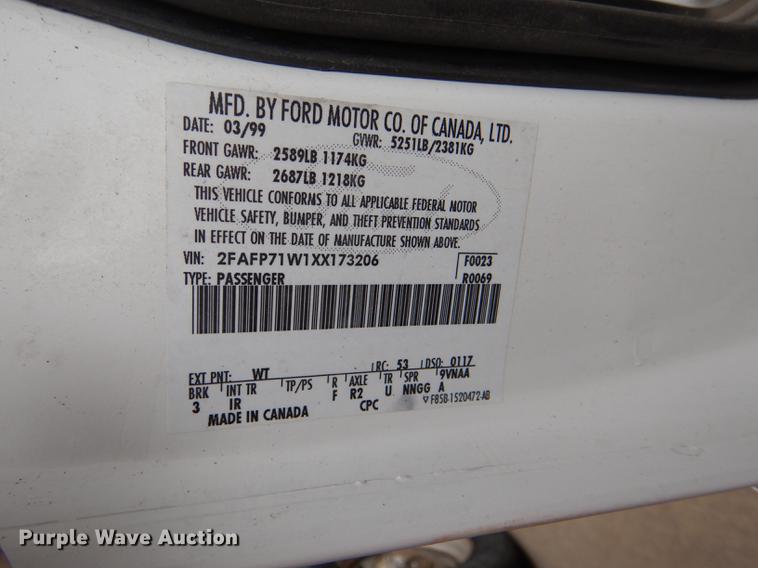 MFD. BY FORD MOTOR CO. OF CANADA, LTD.
DATE: 03/99 GVWR: 5251LB/2381KG
FRONT GAWR: 2589LB 1174KG
REAR GAWR: 2687LB 1218KG
THIS VEHICLE CONFORMS TO ALL APPLICABLE FEDERAL MOTOR
VEHICLE SAFETY, BUMPER, AND THEFT PREVENTION STANDARDS
IN EFFECT ON THE DATE OF MANUFACTURE SHOWN ABOVE.
VIN: 2FAFP71W1XX173206 F0023
TYPE: PASSENGER R0069
EXT PNT: WT RC: 53 DSO: 0117
BRK INT TR TP/PS R AXLE TR SPR 9VNAA
3 IR F R2 U NNGG A
MADE IN CANADA CPC F85B-1520472-AB
Purple Wave Auction